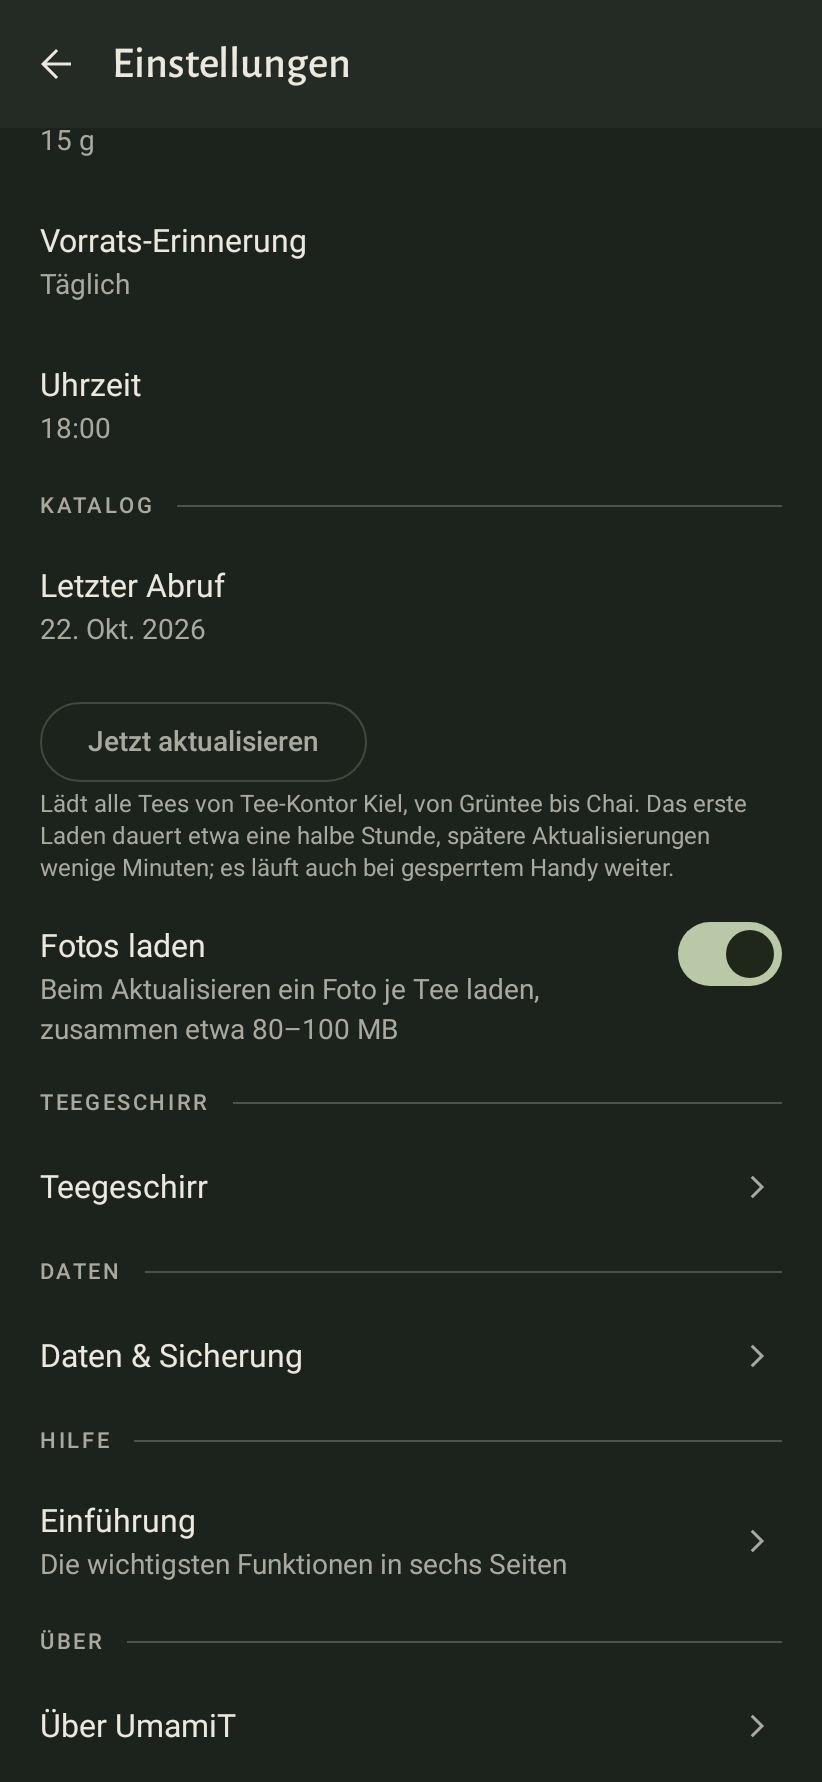 Einstellungen
15 g
Vorrats-Erinnerung
Täglich
Uhrzeit
18:00
KATALOG
Letzter Abruf
22. Okt. 2026
Jetzt aktualisieren
Lädt alle Tees von Tee-Kontor Kiel, von Grüntee bis Chai. Das erste
Laden dauert etwa eine halbe Stunde, spätere Aktualisierungen
wenige Minuten; es läuft auch bei gesperrtem Handy weiter.
Fotos laden
Beim Aktualisieren ein Foto je Tee laden,
zusammen etwa 80–100 MB
TEEGESCHIRR
Teegeschirr
DATEN
Daten & Sicherung
HILFE
Einführung
Die wichtigsten Funktionen in sechs Seiten
ÜBER
Über UmamiT